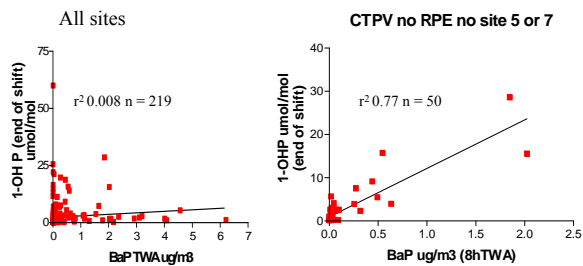 All sites
75
50
25
0
1-OH P (end of shift)
umol/mol
r² 0.008 n = 219
0 1 2 3 4 5 6 7
BaPTWAug/m3
CTPV no RPE no site 5 or 7
40
30
20
10
0
1-OHP umol/mol
(end of shift)
r² 0.77 n = 50
0.0 0.5 1.0 1.5 2.0 2.5
BaP ug/m3 (8hTWA)